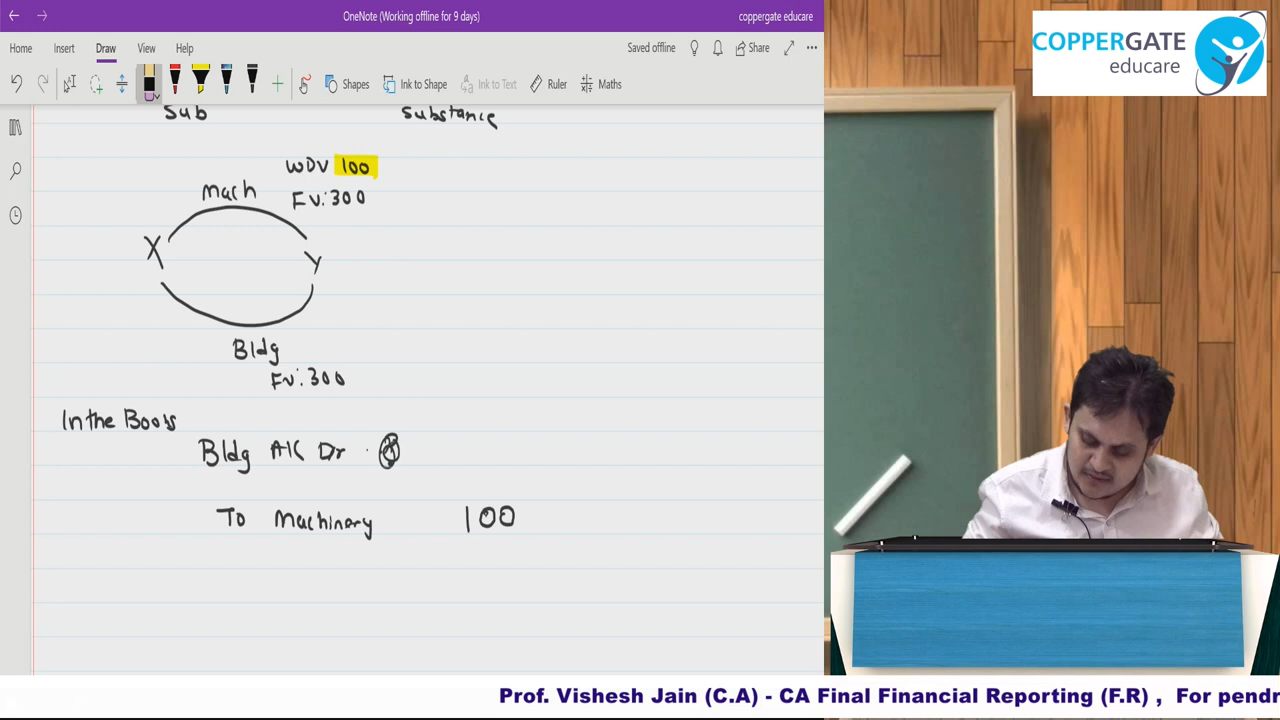 OneNote (Working offline for 9 days)
coppergate educare
Home Insert Draw View Help
Saved offline Share
Shapes Ink to Shape Ink to Text Ruler Maths
COPPERGATE
educare
Sub Substance
WDV 100
Mach
FV: 300
X
Y
Bldg
FV: 300
In the Books
Bldg A/C Dr
To Machinery 100
Prof. Vishesh Jain (C.A) - CA Final Financial Reporting (F.R) , For pendr